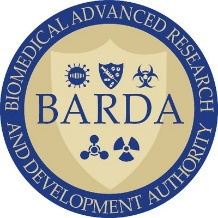 BIOMEDICAL ADVANCED RESEARCH
BARDA
AND DEVELOPMENT AUTHORITY